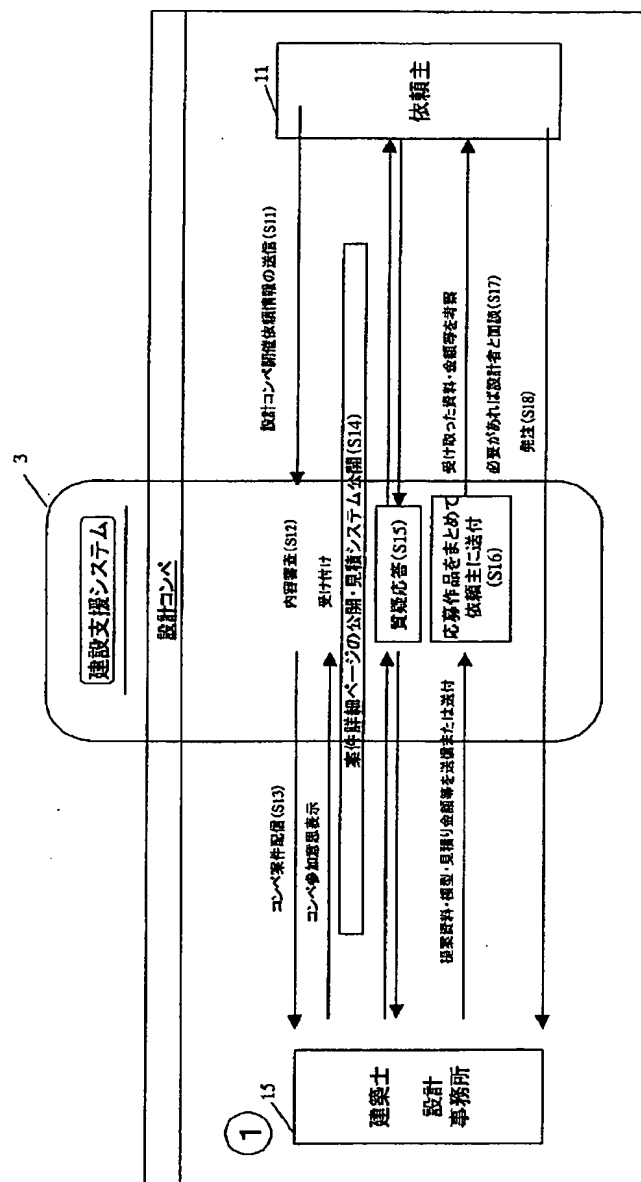 3
建設支援システム
設計コンペ
①
15
建築士
設計
事務所
11
依頼主
設計コンペ開催依頼情報の送信(S11)
内容審査(S12)
コンペ案件配信(S13)
コンペ参加意思表示
受け付け
案件詳細ページの公開・見積システム公開(S14)
質疑応答(S15)
提案資料・模型・見積り金額等を送信または送付
応募作品をまとめて
依頼主に送付
(S16)
受け取った資料・金額等を考察
必要があれば設計者と面談(S17)
発注(S18)